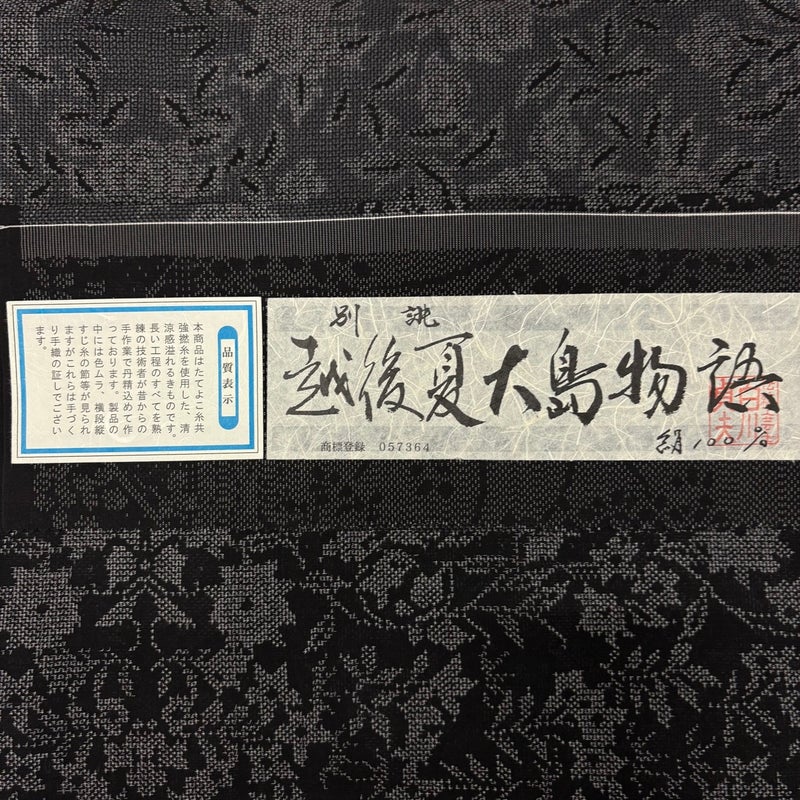 品質表示
本商品はたてよこ糸共
強撚糸を使用した、清
涼感溢れるきものです。
長い工程のすべてを熟
練の技術者が昔からの
手作業で丹精込めて作
っております。製品の
中には色ムラ、横段縦
すじ糸の節等が見られ
ますがこれらは手づく
り手織の証しでござい
ます。
別誂
越後夏大島物語
商標登録 057364
絹100%